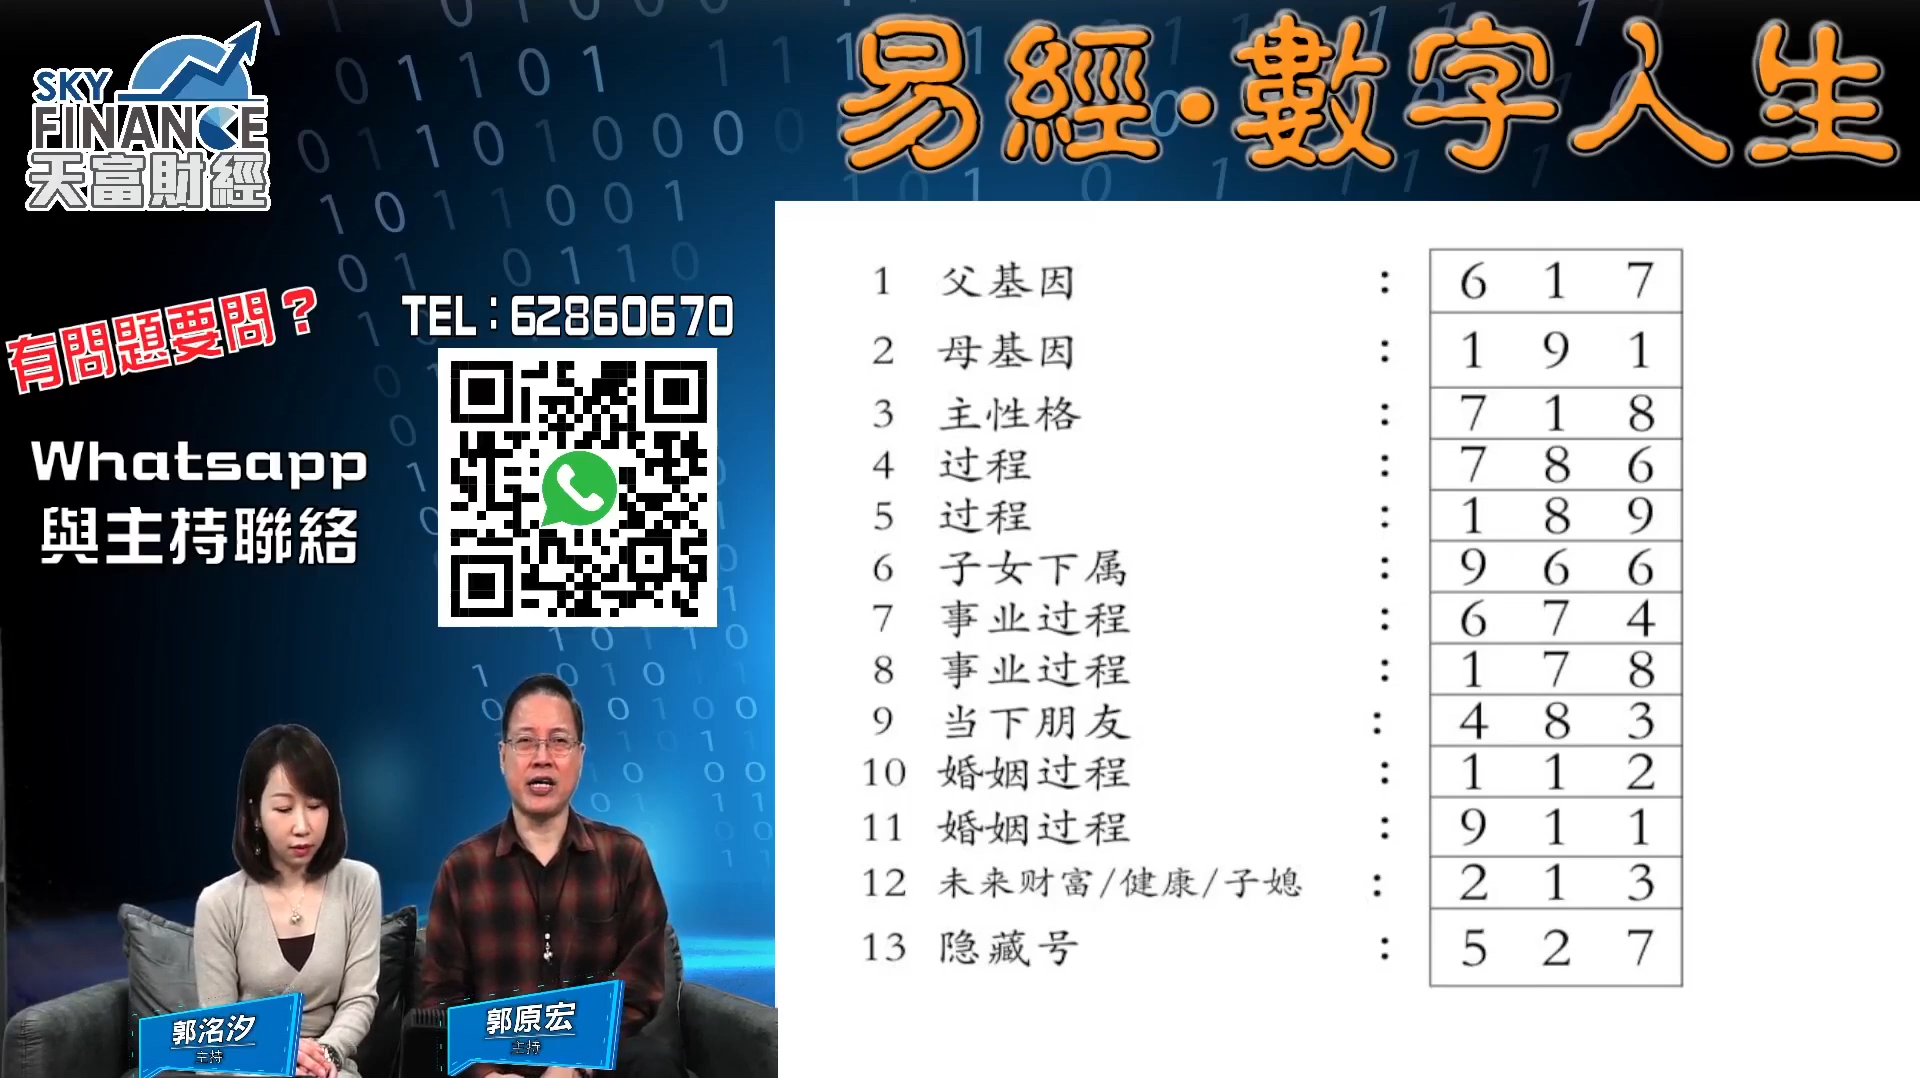 SKY
FINANCE
天富財經
易經·數字人生
有問題要問？
TEL：62860670
Whatsapp
與主持聯絡
1 父基因 ： 6 1 7
2 母基因 ： 1 9 1
3 主性格 ： 7 1 8
4 过程 ： 7 8 6
5 过程 ： 1 8 9
6 子女下属 ： 9 6 6
7 事业过程 ： 6 7 4
8 事业过程 ： 1 7 8
9 当下朋友 ： 4 8 3
10 婚姻过程 ： 1 1 2
11 婚姻过程 ： 9 1 1
12 未来财富/健康/子媳 ： 2 1 3
13 隐藏号 ： 5 2 7
郭洺汐
主持
郭原宏
主持